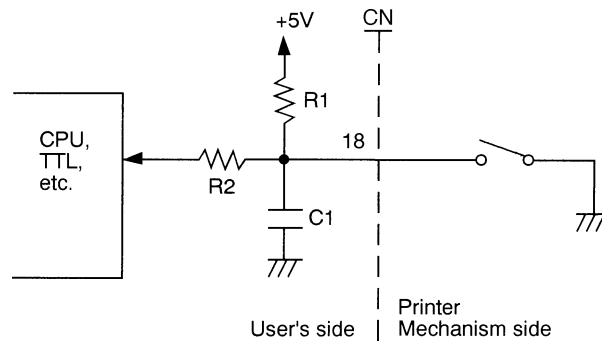 +5V
CN
R1
CPU,
TTL,
etc.
18
R2
C1
User's side
Printer
Mechanism side